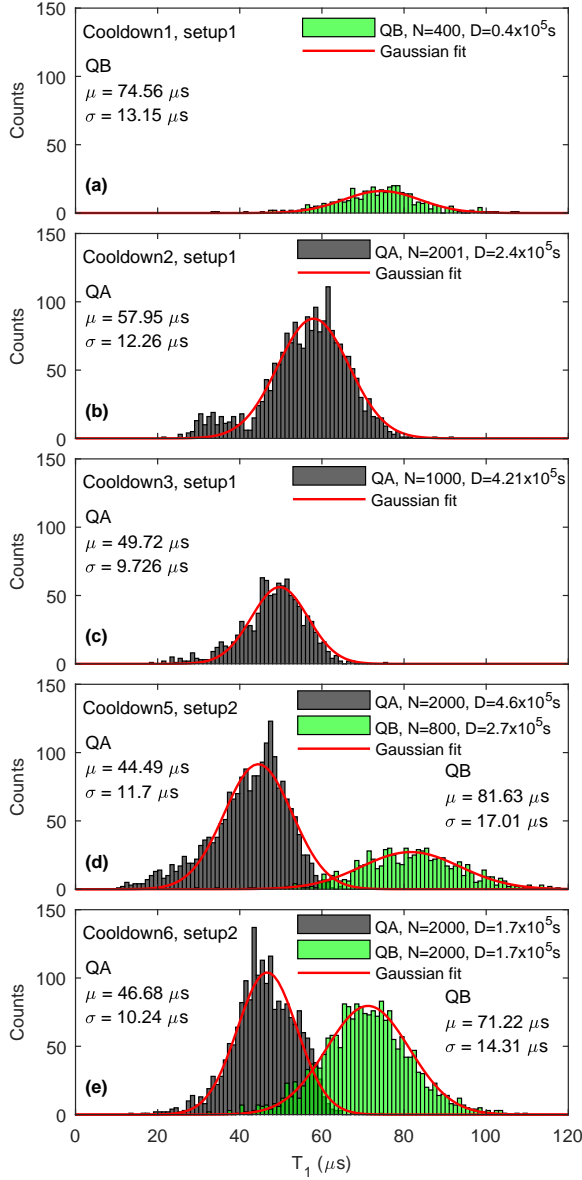 Cooldown1, setup1
QB, N=400, D=0.4x10⁵s
Gaussian fit
QB
μ = 74.56 μs
σ = 13.15 μs
(a)
Counts
150
100
50
0
Cooldown2, setup1
QA, N=2001, D=2.4x10⁵s
Gaussian fit
QA
μ = 57.95 μs
σ = 12.26 μs
(b)
Counts
150
100
50
0
Cooldown3, setup1
QA, N=1000, D=4.21x10⁵s
Gaussian fit
QA
μ = 49.72 μs
σ = 9.726 μs
(c)
Counts
150
100
50
0
Cooldown5, setup2
QA, N=2000, D=4.6x10⁵s
QB, N=800, D=2.7x10⁵s
Gaussian fit
QA
μ = 44.49 μs
σ = 11.7 μs
QB
μ = 81.63 μs
σ = 17.01 μs
(d)
Counts
150
100
50
0
Cooldown6, setup2
QA, N=2000, D=1.7x10⁵s
QB, N=2000, D=1.7x10⁵s
Gaussian fit
QA
μ = 46.68 μs
σ = 10.24 μs
QB
μ = 71.22 μs
σ = 14.31 μs
(e)
Counts
150
100
50
0
0 20 40 60 80 100 120
T₁ (μs)